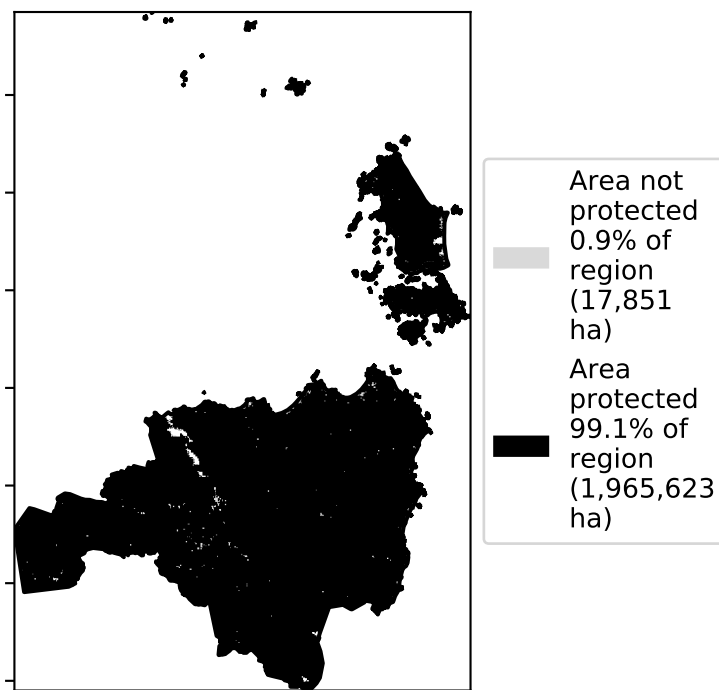 Area not
protected
0.9% of
region
(17,851
ha)
Area
protected
99.1% of
region
(1,965,623
ha)